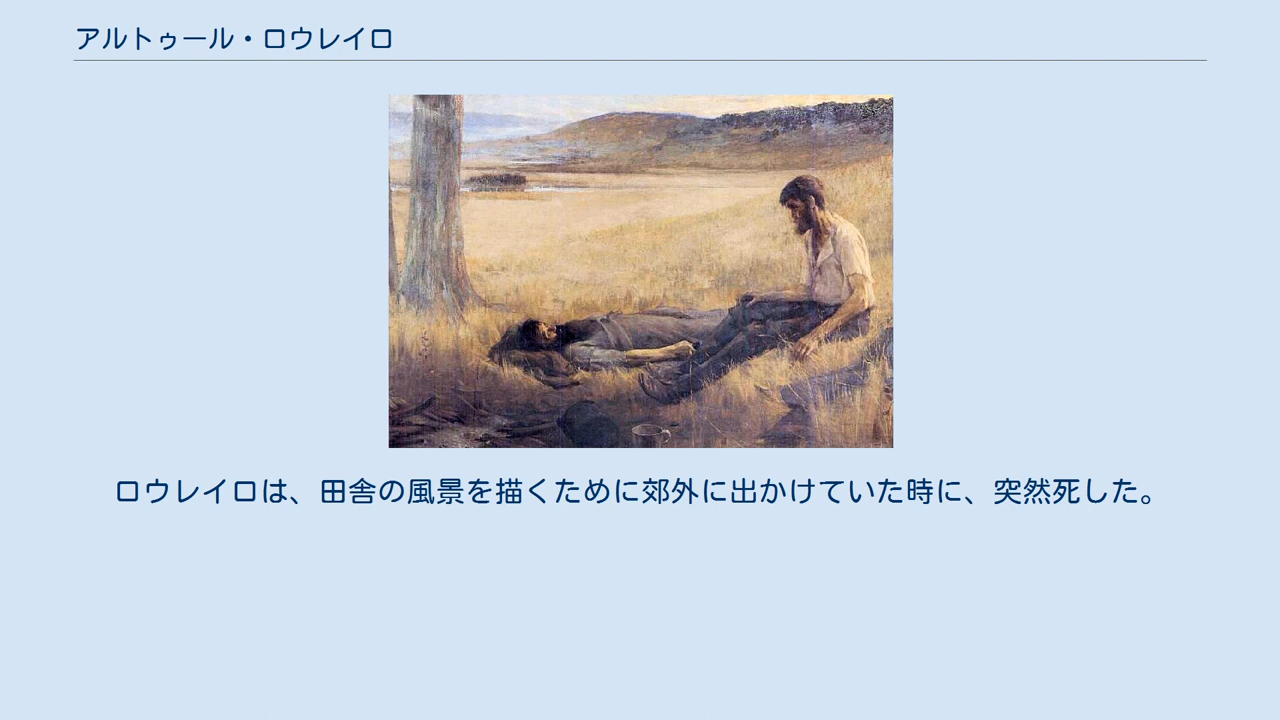 アルトゥール・ロウレイロ
ロウレイロは、田舎の風景を描くために郊外に出かけていた時に、突然死した。